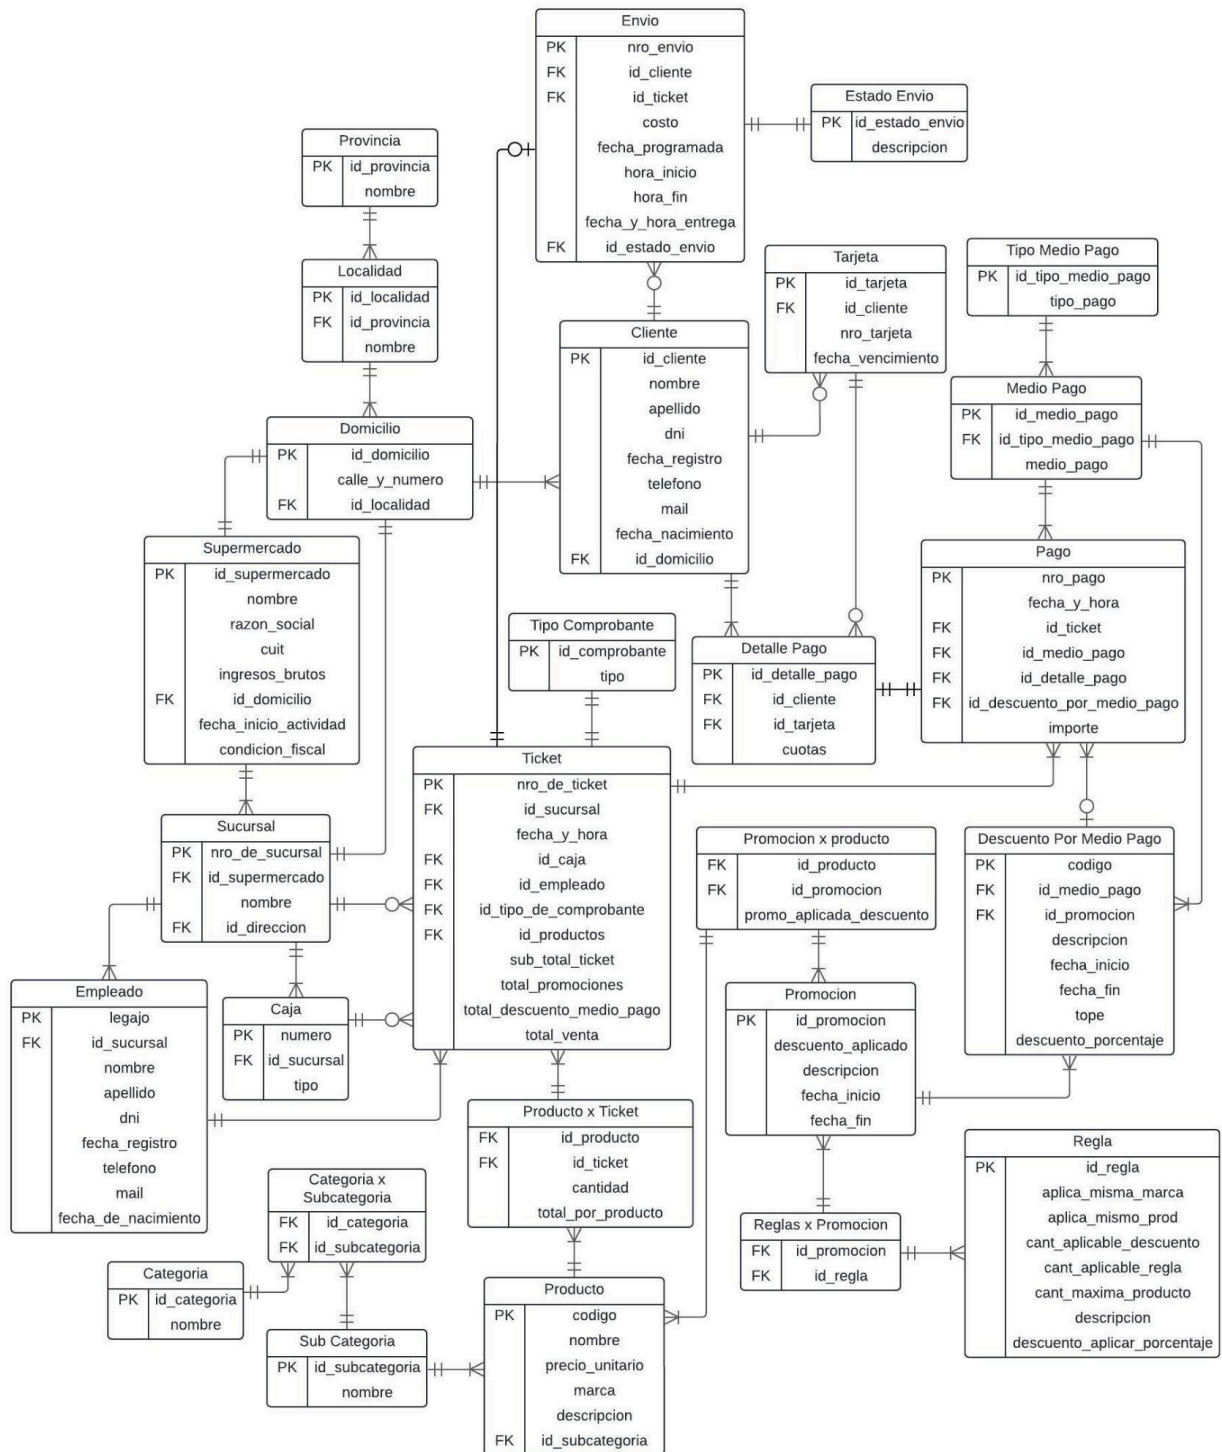 Envio
PK nro_envio
FK id_cliente
FK id_ticket
costo
fecha_programada
hora_inicio
hora_fin
fecha_y_hora_entrega
FK id_estado_envio
Estado Envio
PK id_estado_envio
descripcion
Provincia
PK id_provincia
nombre
Localidad
PK id_localidad
FK id_provincia
nombre
Tarjeta
PK id_tarjeta
FK id_cliente
nro_tarjeta
fecha_vencimiento
Tipo Medio Pago
PK id_tipo_medio_pago
tipo_pago
Cliente
PK id_cliente
nombre
apellido
dni
fecha_registro
telefono
mail
fecha_nacimiento
FK id_domicilio
Medio Pago
PK id_medio_pago
FK id_tipo_medio_pago
medio_pago
Domicilio
PK id_domicilio
calle_y_numero
FK id_localidad
Supermercado
PK id_supermercado
nombre
razon_social
cuit
ingresos_brutos
FK id_domicilio
fecha_inicio_actividad
condicion_fiscal
Pago
PK nro_pago
fecha_y_hora
FK id_ticket
FK id_medio_pago
FK id_detalle_pago
FK id_descuento_por_medio_pago
importe
Tipo Comprobante
PK id_comprobante
tipo
Detalle Pago
PK id_detalle_pago
FK id_cliente
FK id_tarjeta
cuotas
Ticket
PK nro_de_ticket
FK id_sucursal
fecha_y_hora
FK id_caja
FK id_empleado
FK id_tipo_de_comprobante
FK id_productos
sub_total_ticket
total_promociones
total_descuento_medio_pago
total_venta
Sucursal
PK nro_de_sucursal
FK id_supermercado
nombre
FK id_direccion
Promocion x producto
FK id_producto
FK id_promocion
promo_aplicada_descuento
Descuento Por Medio Pago
PK codigo
FK id_medio_pago
FK id_promocion
descripcion
fecha_inicio
fecha_fin
tope
descuento_porcentaje
Empleado
PK legajo
FK id_sucursal
nombre
apellido
dni
fecha_registro
telefono
mail
fecha_de_nacimiento
Caja
PK numero
FK id_sucursal
tipo
Promocion
PK id_promocion
descuento_aplicado
descripcion
fecha_inicio
fecha_fin
Producto x Ticket
FK id_producto
FK id_ticket
cantidad
total_por_producto
Regla
PK id_regla
aplica_misma_marca
aplica_mismo_prod
cant_aplicable_descuento
cant_aplicable_regla
cant_maxima_producto
descripcion
descuento_aplicar_porcentaje
Categoria x
Subcategoria
FK id_categoria
FK id_subcategoria
Reglas x Promocion
FK id_promocion
FK id_regla
Categoria
PK id_categoria
nombre
Sub Categoria
PK id_subcategoria
nombre
Producto
PK codigo
nombre
precio_unitario
marca
descripcion
FK id_subcategoria